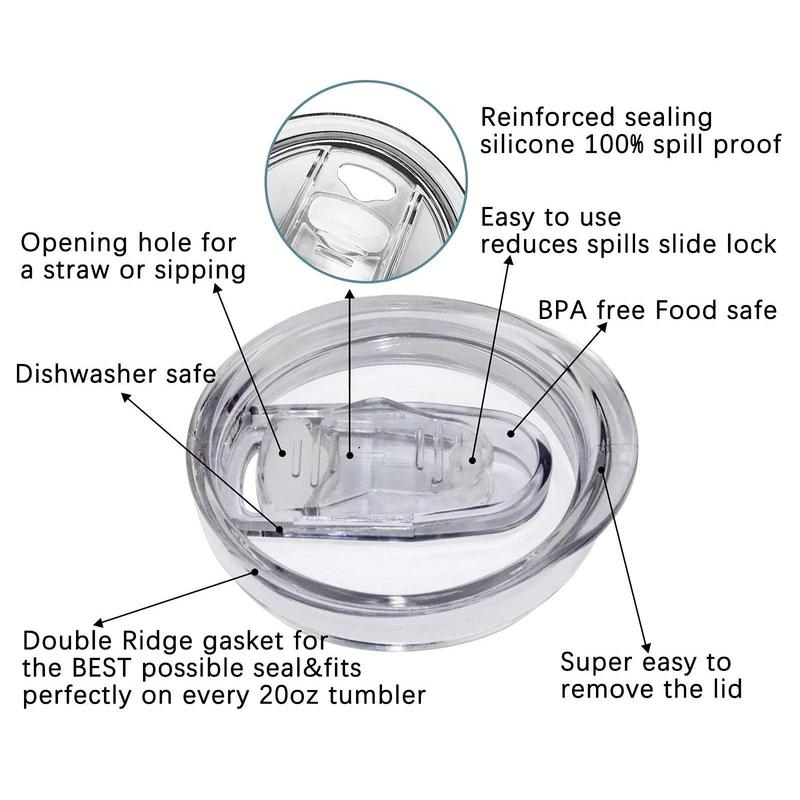 Reinforced sealing
silicone 100% spill proof
Easy to use
reduces spills slide lock
Opening hole for
a straw or sipping
BPA free Food safe
Dishwasher safe
Double Ridge gasket for
the BEST possible seal&fits
perfectly on every 20oz tumbler
Super easy to
remove the lid